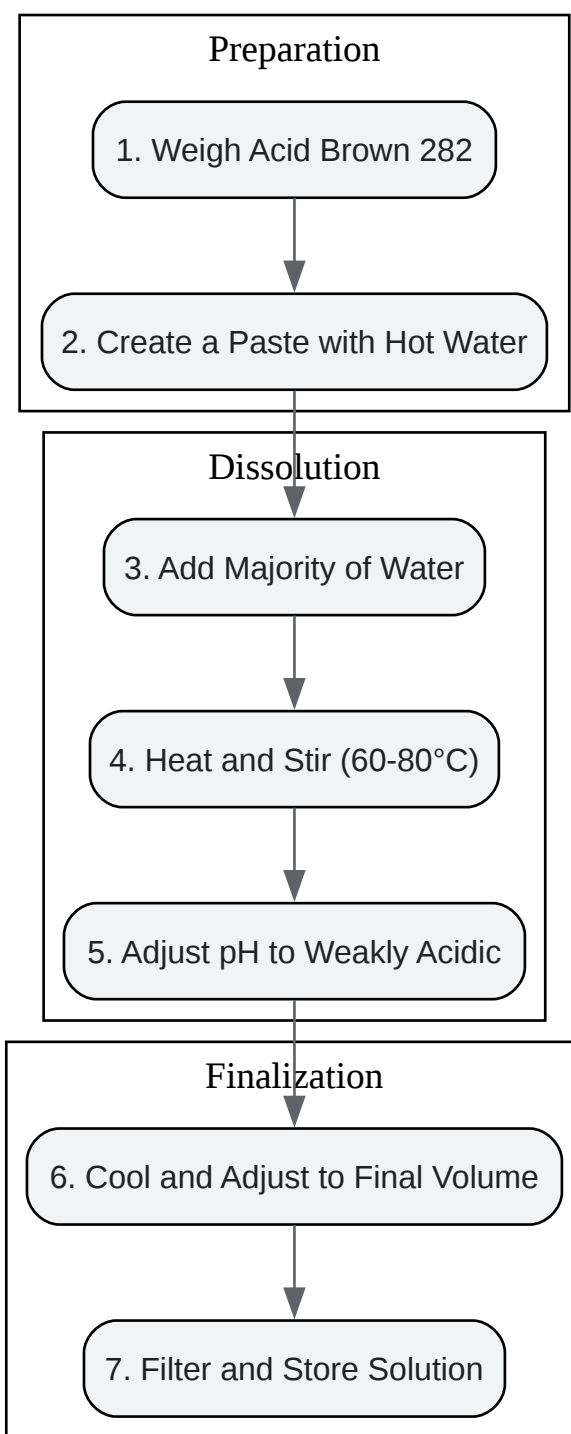 Preparation
1. Weigh Acid Brown 282
2. Create a Paste with Hot Water
Dissolution
3. Add Majority of Water
4. Heat and Stir (60-80°C)
5. Adjust pH to Weakly Acidic
Finalization
6. Cool and Adjust to Final Volume
7. Filter and Store Solution